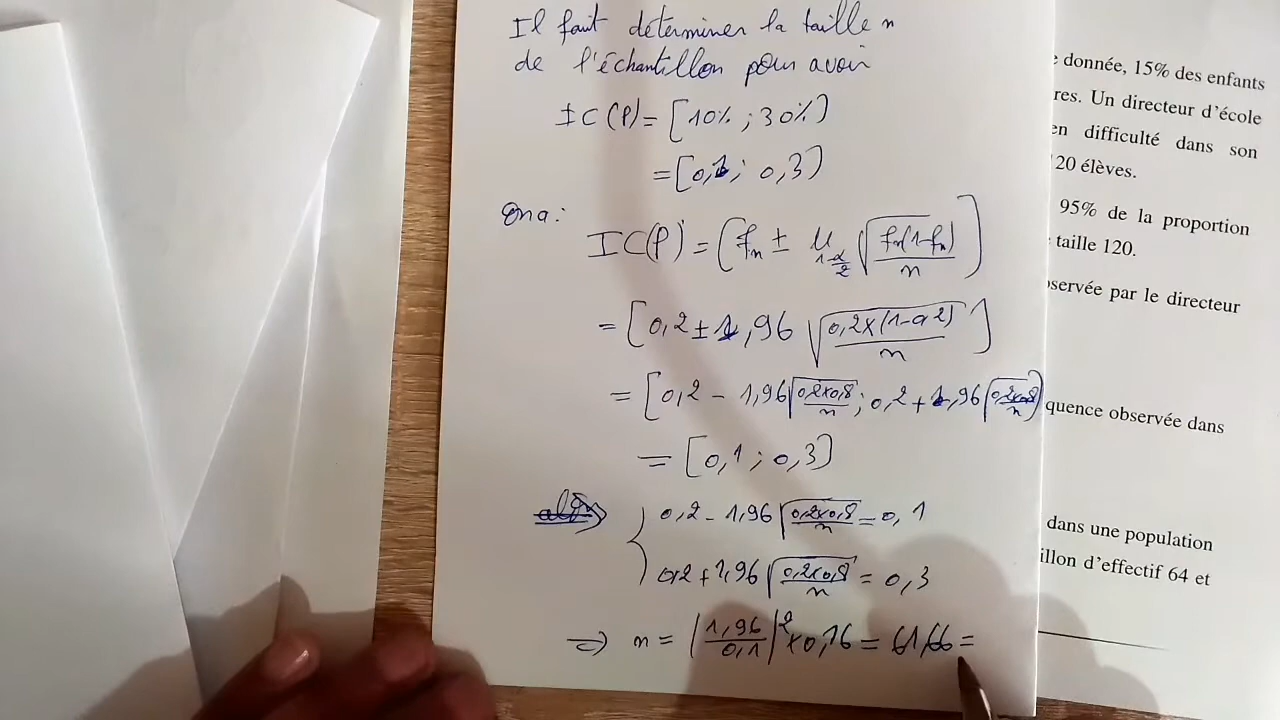 Il faut déterminer la taille n
de l'échantillon pour avoir
IC(P) = [10% ; 30%]
= [0,1 ; 0,3]
On a :
IC(P) = [fn ± μ1-α/2 √(fn(1-fn)/n)]
= [0,2 ± 1,96 √(0,2×(1-0,2)/n)]
= [0,2 - 1,96 √(0,2×0,8/n) ; 0,2 + 1,96 √(0,2×0,8/n)]
= [0,1 ; 0,3]
0,2 - 1,96 √(0,2×0,8/n) = 0,1
0,2 + 1,96 √(0,2×0,8/n) = 0,3
=> n = (1,96/0,1)² × 0,16 = 61,66 =
donnée, 15% des enfants
res. Un directeur d'école
en difficulté dans son
20 élèves.
95% de la proportion
taille 120.
servée par le directeur
quence observée dans
dans une population
illon d'effectif 64 et